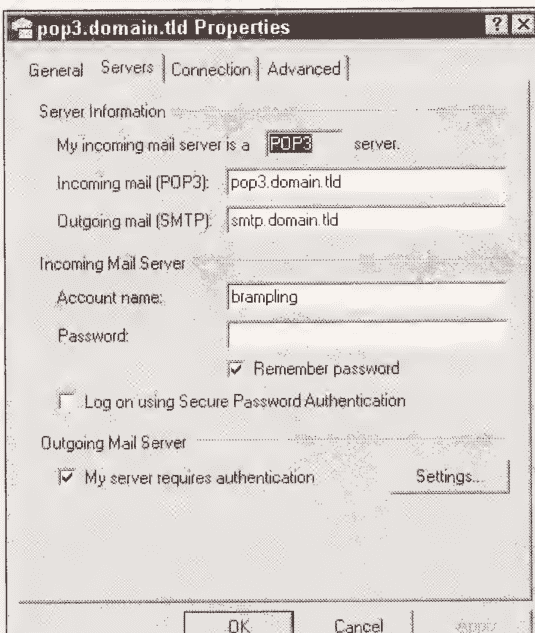 pop3.domain.tld Properties
General Servers Connection Advanced
Server Information
My incoming mail server is a POP3 server.
Incoming mail (POP3): pop3.domain.tld
Outgoing mail (SMTP): smtp.domain.tld
Incoming Mail Server
Account name: brampling
Password:
Remember password
Log on using Secure Password Authentication
Outgoing Mail Server
My server requires authentication Settings...
OK Cancel Apply